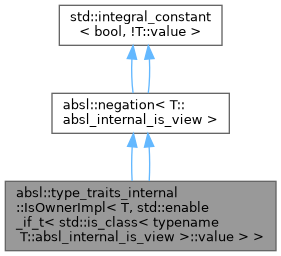 std::integral_constant
< bool, !T::value >
absl::negation< T::
absl_internal_is_view >
absl::type_traits_internal
::IsOwnerImpl< T, std::enable
_if_t< std::is_class< typename
T::absl_internal_is_view >::value > >